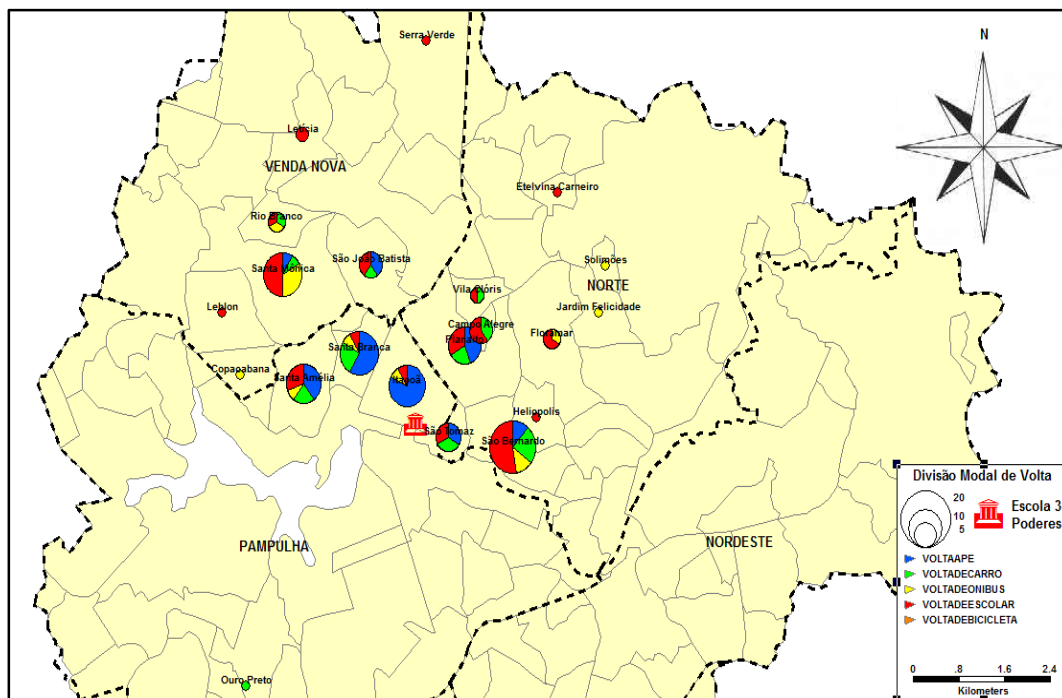 Serra Verde
N
Letícia
VENDA NOVA
Etelvina Carneiro
Rio Branco
São João Batista
Santa Mônica
Solimões
NORTE
Vila Clóris
Leblon
Jardim Felicidade
Campo Alegre
Planalto
Floramar
Santa Branca
Copacabana
Santa Amélia
Itapoã
Heliopolis
São Tomaz
São Bernardo
PAMPULHA
NORDESTE
Ouro Preto
Divisão Modal de Volta
20
10
5
Escola 3
Poderes
VOLTAAPE
VOLTADECARRO
VOLTADEONIBUS
VOLTADEESCOLAR
VOLTADEBICICLETA
0 .8 1.6 2.4
Kilometers